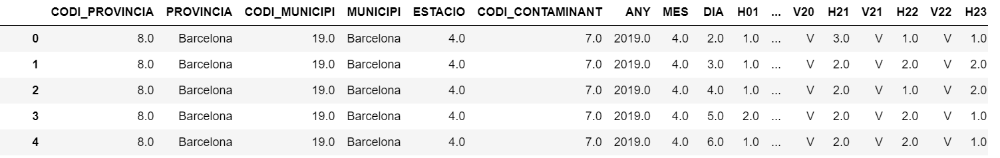 CODI_PROVINCIA PROVINCIA CODI_MUNICIPI MUNICIPI ESTACIO CODI_CONTAMINANT ANY MES DIA H01 ... V20 H21 V21 H22 V22 H23
0 8.0 Barcelona 19.0 Barcelona 4.0 7.0 2019.0 4.0 2.0 1.0 ... V 3.0 V 1.0 V 1.0
1 8.0 Barcelona 19.0 Barcelona 4.0 7.0 2019.0 4.0 3.0 1.0 ... V 2.0 V 2.0 V 2.0
2 8.0 Barcelona 19.0 Barcelona 4.0 7.0 2019.0 4.0 4.0 1.0 ... V 2.0 V 1.0 V 2.0
3 8.0 Barcelona 19.0 Barcelona 4.0 7.0 2019.0 4.0 5.0 2.0 ... V 2.0 V 2.0 V 1.0
4 8.0 Barcelona 19.0 Barcelona 4.0 7.0 2019.0 4.0 6.0 1.0 ... V 2.0 V 2.0 V 1.0